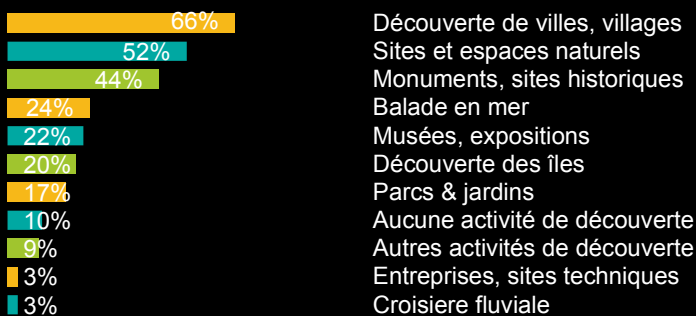 66% Découverte de villes, villages
52% Sites et espaces naturels
44% Monuments, sites historiques
24% Balade en mer
22% Musées, expositions
20% Découverte des îles
17% Parcs & jardins
10% Aucune activité de découverte
9% Autres activités de découverte
3% Entreprises, sites techniques
3% Croisiere fluviale